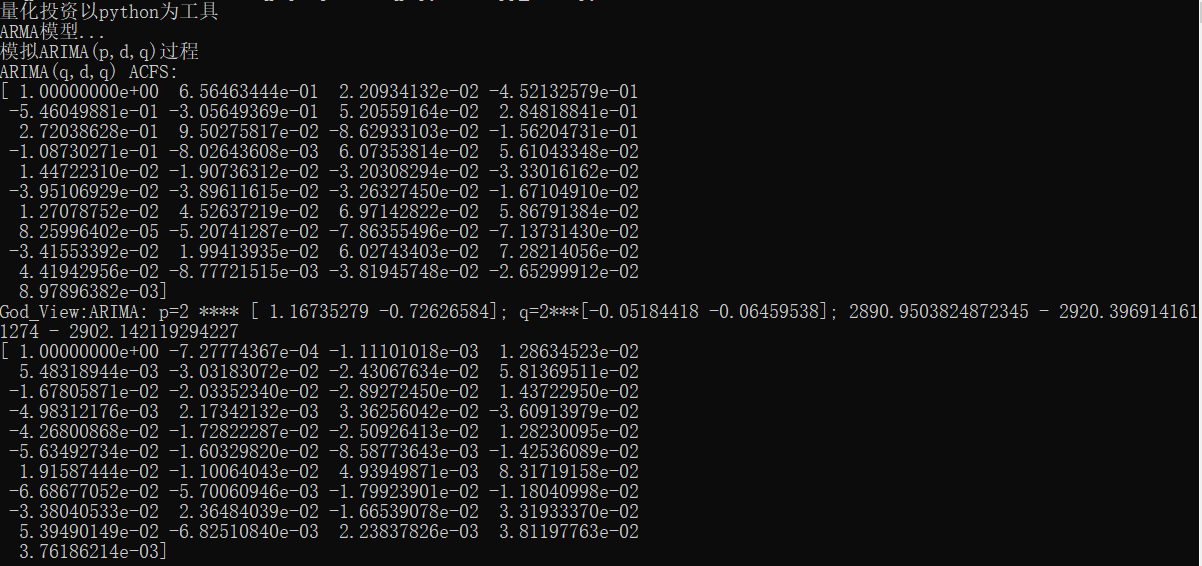 量化投资以python为工具
ARMA模型...
模拟ARIMA(p,d,q)过程
ARIMA(q,d,q) ACFS:
[ 1.00000000e+00  6.56463444e-01  2.20934132e-02 -4.52132579e-01
 -5.46049881e-01 -3.05649369e-01  5.20559164e-02  2.84818841e-01
  2.72038628e-01  9.50275817e-02 -8.62933103e-02 -1.56204731e-01
 -1.08730271e-01 -8.02643608e-03  6.07353814e-02  5.61043348e-02
  1.44722310e-02 -1.90736312e-02 -3.20308294e-02 -3.33016162e-02
 -3.95106929e-02 -3.89611615e-02 -3.26327450e-02 -1.67104910e-02
  1.27078752e-02  4.52637219e-02  6.97142822e-02  5.86791384e-02
  8.25996402e-05 -5.20741287e-02 -7.86355496e-02 -7.13731430e-02
 -3.41553392e-02  1.99413935e-02  6.02743403e-02  7.28214056e-02
  4.41942956e-02 -8.77721515e-03 -3.81945748e-02 -2.65299912e-02
  8.97896382e-03]
God_View:ARIMA: p=2 **** [ 1.16735279 -0.72626584]; q=2***[-0.05184418 -0.06459538]; 2890.9503824872345 - 2920.396914161
1274 - 2902.142119294227
[ 1.00000000e+00 -7.27774367e-04 -1.11101018e-03  1.28634523e-02
  5.48318944e-03 -3.03183072e-02 -2.43067634e-02  5.81369511e-02
 -1.67805871e-02 -2.03352340e-02 -2.89272450e-02  1.43722950e-02
 -4.98312176e-03  2.17342132e-03  3.36256042e-02 -3.60913979e-02
 -4.26800868e-02 -1.72822287e-02 -2.50926413e-02  1.28230095e-02
 -5.63492734e-02 -1.60329820e-02 -8.58773643e-03 -1.42536089e-02
  1.91587444e-02 -1.10064043e-02  4.93949871e-03  8.31719158e-02
 -6.68677052e-02 -5.70060946e-03 -1.79923901e-02 -1.18040998e-02
 -3.38040533e-02  2.36484039e-02 -1.66539078e-02  3.31933370e-02
  5.39490149e-02 -6.82510840e-03  2.23837826e-03  3.81197763e-02
  3.76186214e-03]